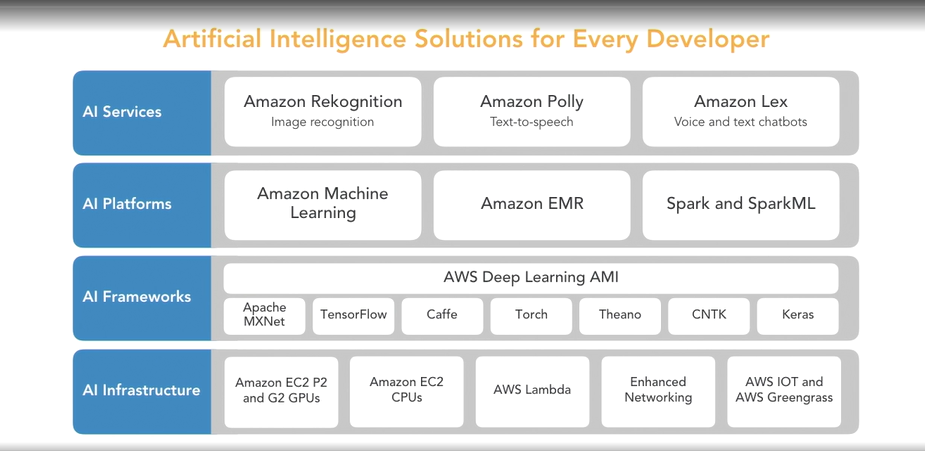 Artificial Intelligence Solutions for Every Developer
AI Services
Amazon Rekognition
Image recognition
Amazon Polly
Text-to-speech
Amazon Lex
Voice and text chatbots
AI Platforms
Amazon Machine
Learning
Amazon EMR
Spark and SparkML
AI Frameworks
AWS Deep Learning AMI
Apache
MXNet
TensorFlow
Caffe
Torch
Theano
CNTK
Keras
AI Infrastructure
Amazon EC2 P2
and G2 GPUs
Amazon EC2
CPUs
AWS Lambda
Enhanced
Networking
AWS IOT and
AWS Greengrass